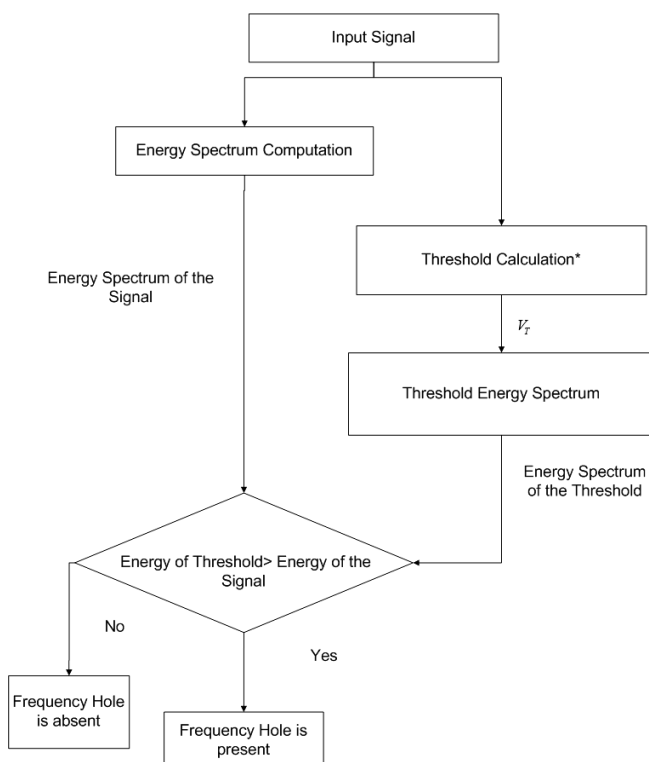 Input Signal
Energy Spectrum Computation
Threshold Calculation*
Energy Spectrum of the
Signal
V_T
Threshold Energy Spectrum
Energy Spectrum
of the Threshold
Energy of Threshold> Energy of the
Signal
No
Yes
Frequency Hole
is absent
Frequency Hole is
present